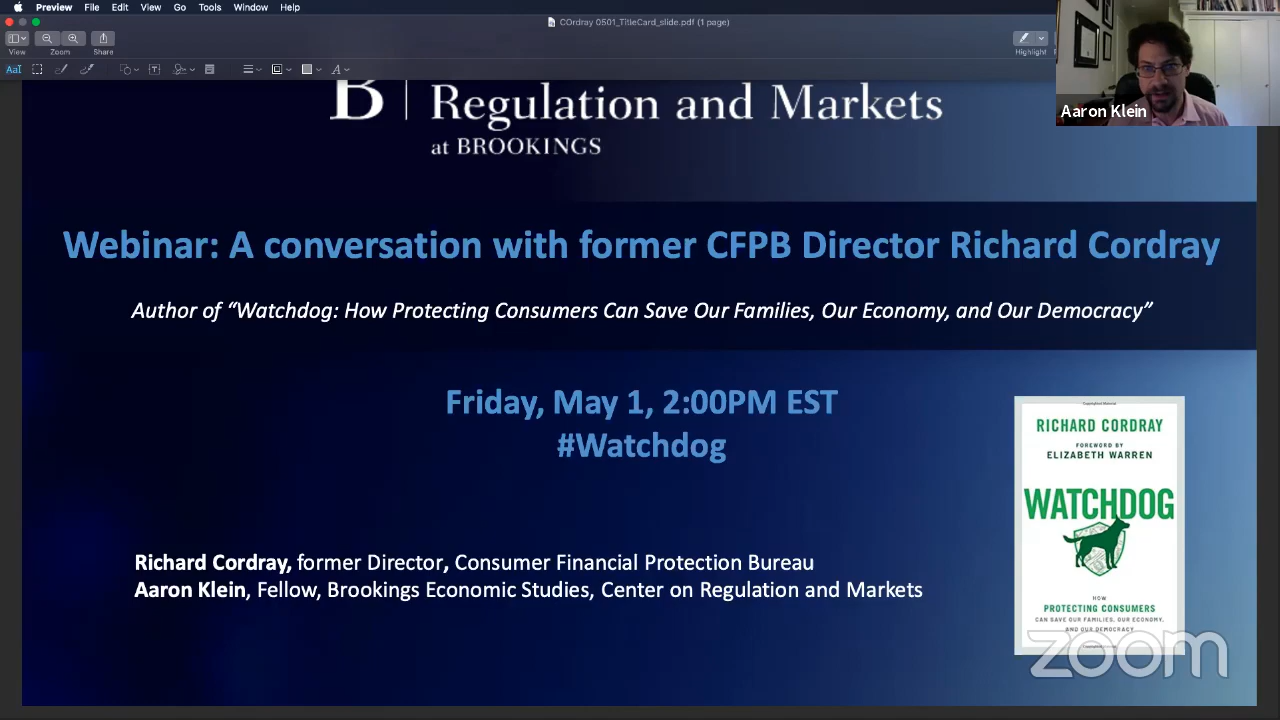 Preview File Edit View Go Tools Window Help
COrdray 0501_TitleCard_slide.pdf (1 page)
View Zoom Share Highlight
AaI T A
Aaron Klein
B | Regulation and Markets
at BROOKINGS
Webinar: A conversation with former CFPB Director Richard Cordray
Author of “Watchdog: How Protecting Consumers Can Save Our Families, Our Economy, and Our Democracy”
Friday, May 1, 2:00PM EST
#Watchdog
Richard Cordray, former Director, Consumer Financial Protection Bureau
Aaron Klein, Fellow, Brookings Economic Studies, Center on Regulation and Markets
Copyrighted Material
RICHARD CORDRAY
FOREWORD BY
ELIZABETH WARREN
WATCHDOG
HOW
PROTECTING CONSUMERS
CAN SAVE OUR FAMILIES, OUR ECONOMY,
AND OUR DEMOCRACY
zoom